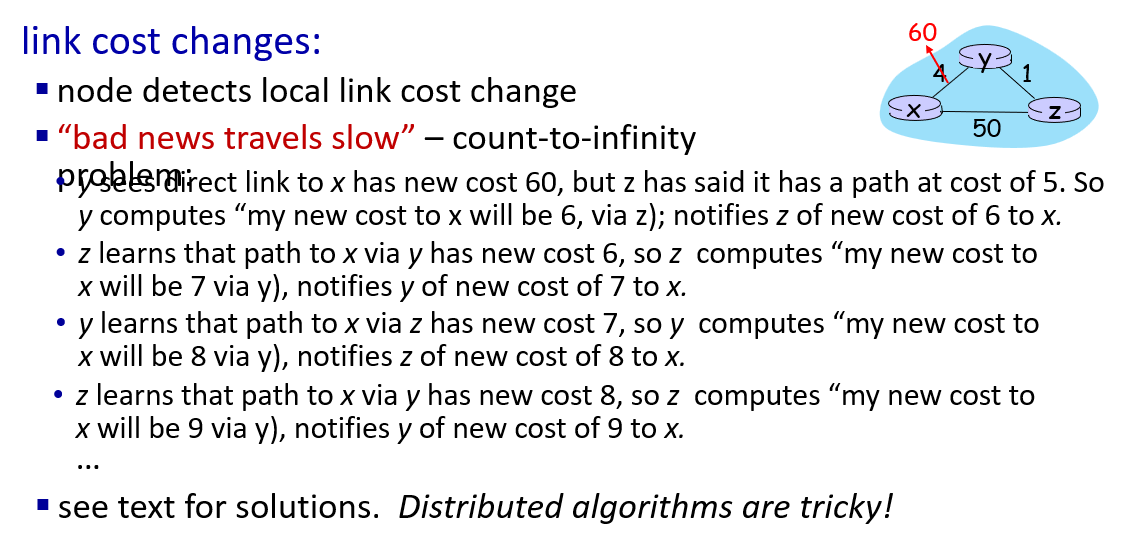 link cost changes:
60
y
4
1
x
z
50
node detects local link cost change
“bad news travels slow” – count-to-infinity
problem:
y sees direct link to x has new cost 60, but z has said it has a path at cost of 5. So
y computes “my new cost to x will be 6, via z); notifies z of new cost of 6 to x.
z learns that path to x via y has new cost 6, so z computes “my new cost to
x will be 7 via y), notifies y of new cost of 7 to x.
y learns that path to x via z has new cost 7, so y computes “my new cost to
x will be 8 via y), notifies z of new cost of 8 to x.
z learns that path to x via y has new cost 8, so z computes “my new cost to
x will be 9 via y), notifies y of new cost of 9 to x.
…
see text for solutions. Distributed algorithms are tricky!